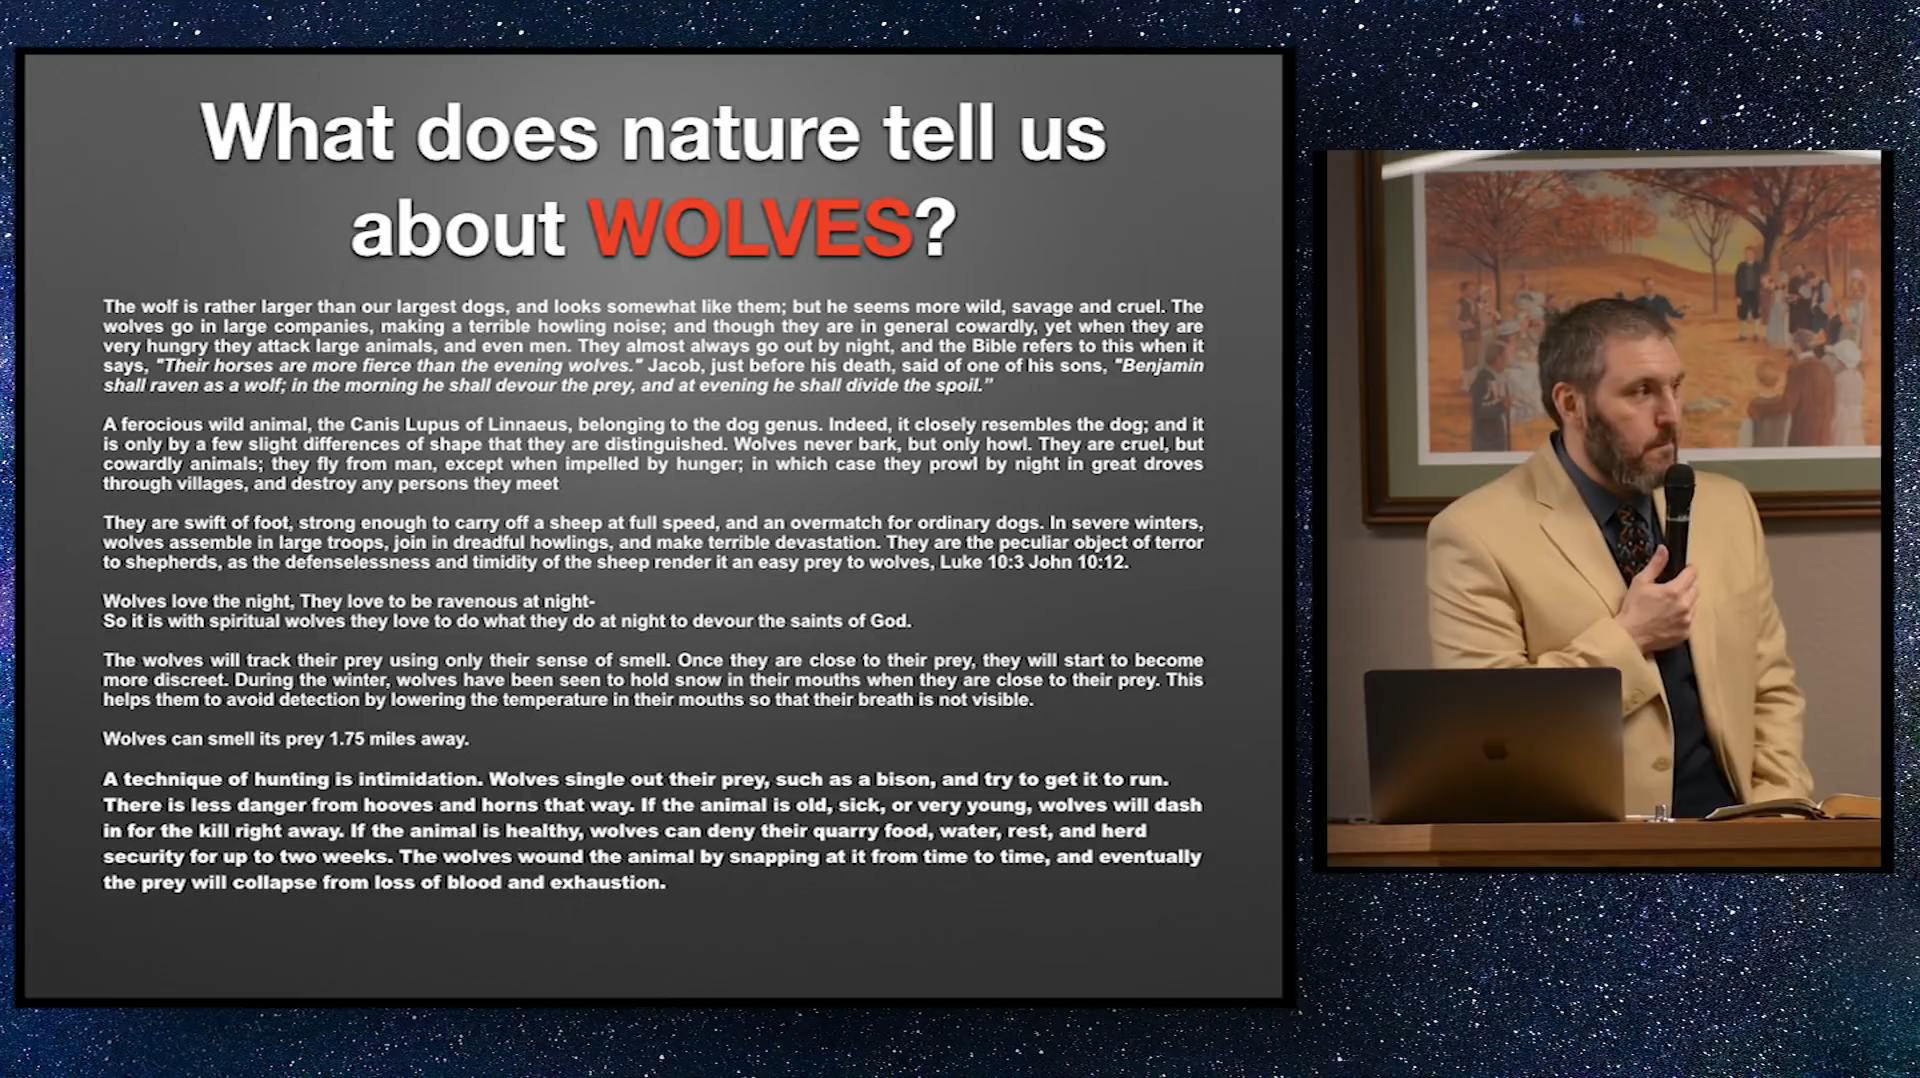 What does nature tell us
about WOLVES?
The wolf is rather larger than our largest dogs, and looks somewhat like them; but he seems more wild, savage and cruel. The
wolves go in large companies, making a terrible howling noise; and though they are in general cowardly, yet when they are
very hungry they attack large animals, and even men. They almost always go out by night, and the Bible refers to this when it
says, "Their horses are more fierce than the evening wolves." Jacob, just before his death, said of one of his sons, "Benjamin
shall raven as a wolf; in the morning he shall devour the prey, and at evening he shall divide the spoil.”
A ferocious wild animal, the Canis Lupus of Linnaeus, belonging to the dog genus. Indeed, it closely resembles the dog; and it
is only by a few slight differences of shape that they are distinguished. Wolves never bark, but only howl. They are cruel, but
cowardly animals; they fly from man, except when impelled by hunger; in which case they prowl by night in great droves
through villages, and destroy any persons they meet
They are swift of foot, strong enough to carry off a sheep at full speed, and an overmatch for ordinary dogs. In severe winters,
wolves assemble in large troops, join in dreadful howlings, and make terrible devastation. They are the peculiar object of terror
to shepherds, as the defenselessness and timidity of the sheep render it an easy prey to wolves, Luke 10:3 John 10:12.
Wolves love the night, They love to be ravenous at night-
So it is with spiritual wolves they love to do what they do at night to devour the saints of God.
The wolves will track their prey using only their sense of smell. Once they are close to their prey, they will start to become
more discreet. During the winter, wolves have been seen to hold snow in their mouths when they are close to their prey. This
helps them to avoid detection by lowering the temperature in their mouths so that their breath is not visible.
Wolves can smell its prey 1.75 miles away.
A technique of hunting is intimidation. Wolves single out their prey, such as a bison, and try to get it to run.
There is less danger from hooves and horns that way. If the animal is old, sick, or very young, wolves will dash
in for the kill right away. If the animal is healthy, wolves can deny their quarry food, water, rest, and herd
security for up to two weeks. The wolves wound the animal by snapping at it from time to time, and eventually
the prey will collapse from loss of blood and exhaustion.